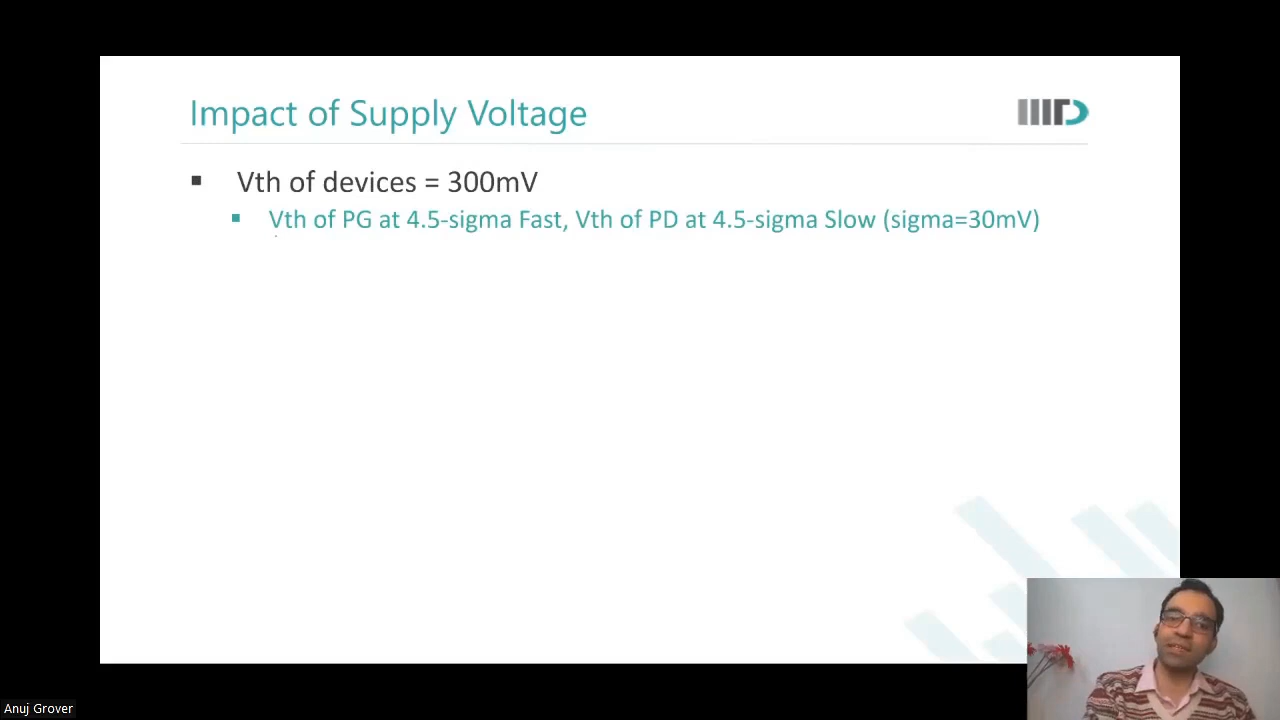 Impact of Supply Voltage
IIITD
▪ Vth of devices = 300mV
▪ Vth of PG at 4.5-sigma Fast, Vth of PD at 4.5-sigma Slow (sigma=30mV)
Anuj Grover